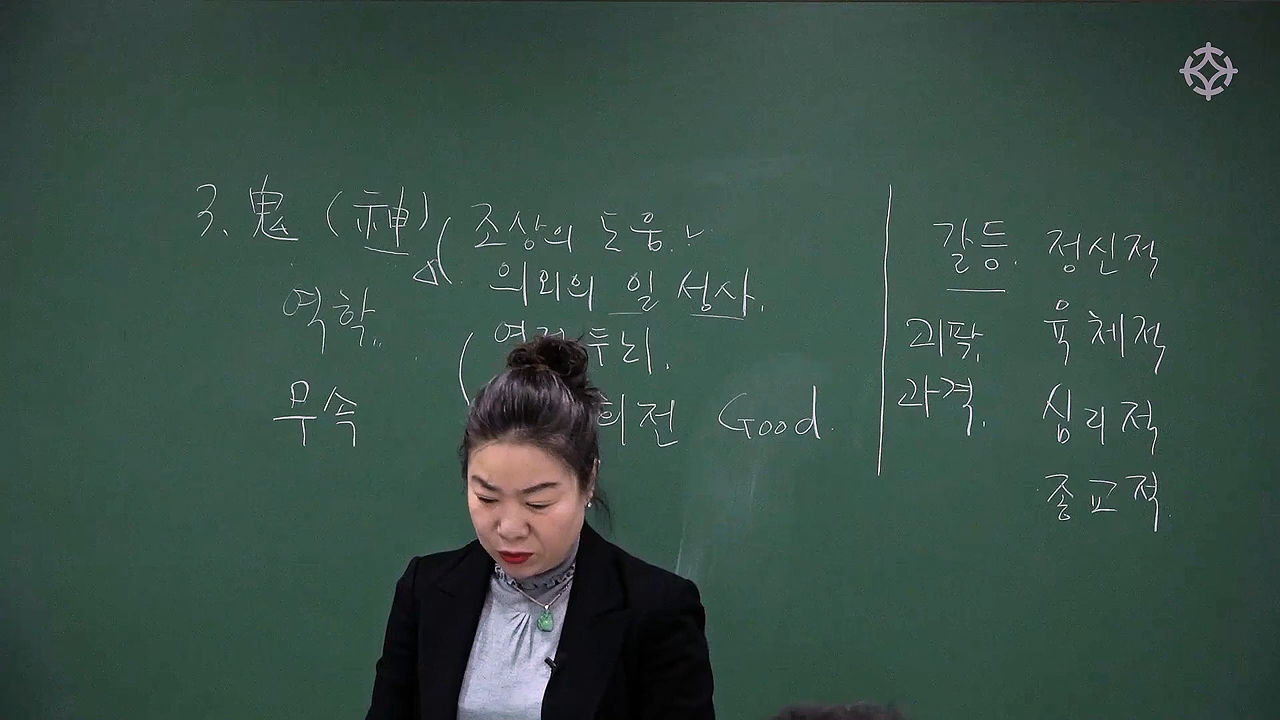 3. 鬼 (神)
조상의 도움.
의외의 일 성사.
두뇌.
회전 Good.
역학
무속
갈등. 정신적
괴팍, 육체적
과격. 심리적
종교적